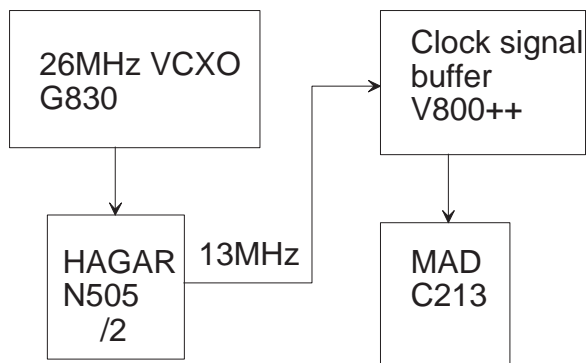 26MHz VCXO
G830
Clock signal
buffer
V800++
HAGAR
N505
/2
13MHz
MAD
C213